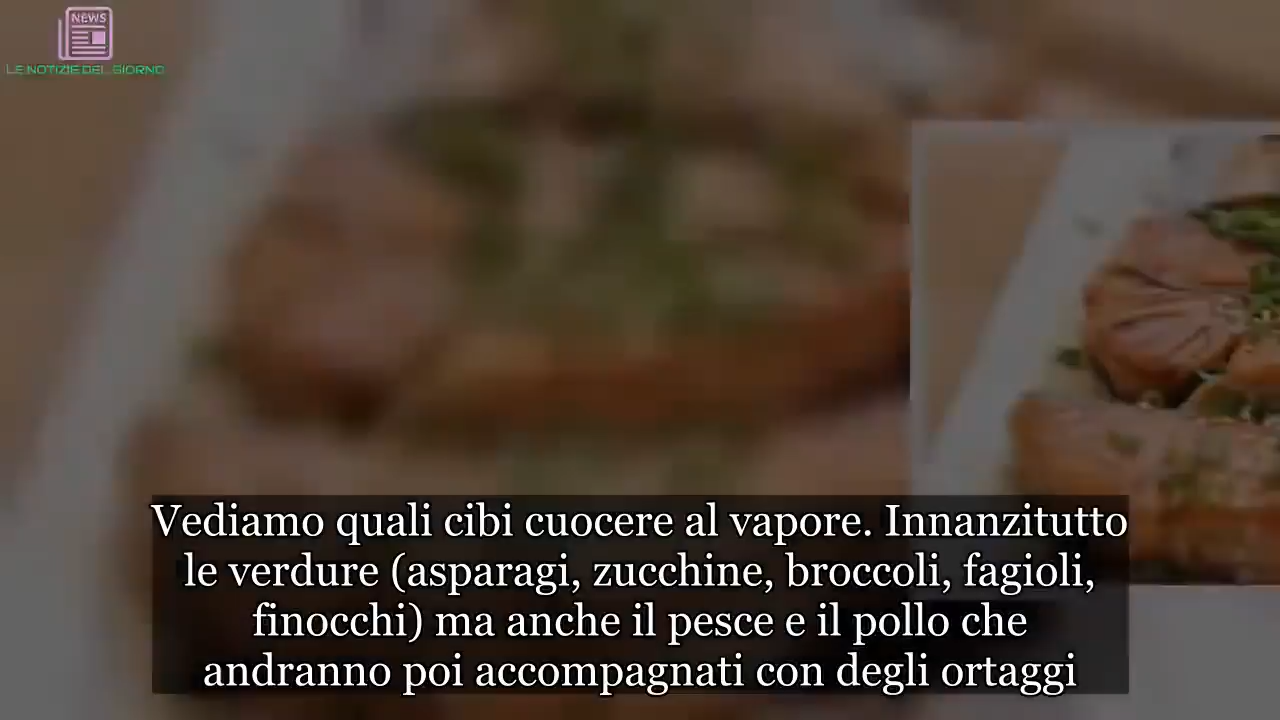 NEWS
LE NOTIZIE DEL GIORNO
Vediamo quali cibi cuocere al vapore. Innanzitutto
le verdure (asparagi, zucchine, broccoli, fagioli,
finocchi) ma anche il pesce e il pollo che
andranno poi accompagnati con degli ortaggi